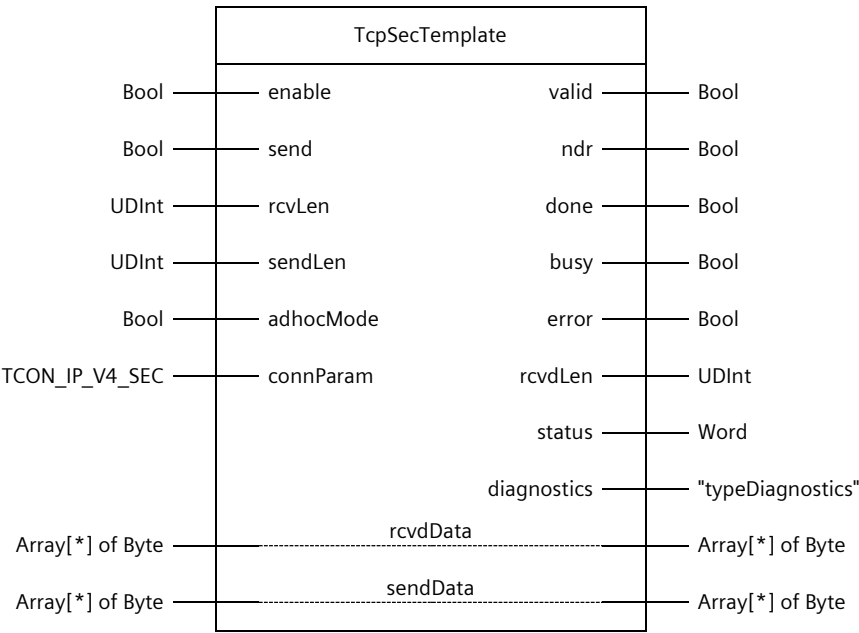 TcpSecTemplate
Bool enable valid Bool
Bool send ndr Bool
UDInt rcvLen done Bool
UDInt sendLen busy Bool
Bool adhocMode error Bool
TCON_IP_V4_SEC connParam rcvdLen UDInt
status Word
diagnostics "typeDiagnostics"
Array[*] of Byte rcvdData Array[*] of Byte
Array[*] of Byte sendData Array[*] of Byte